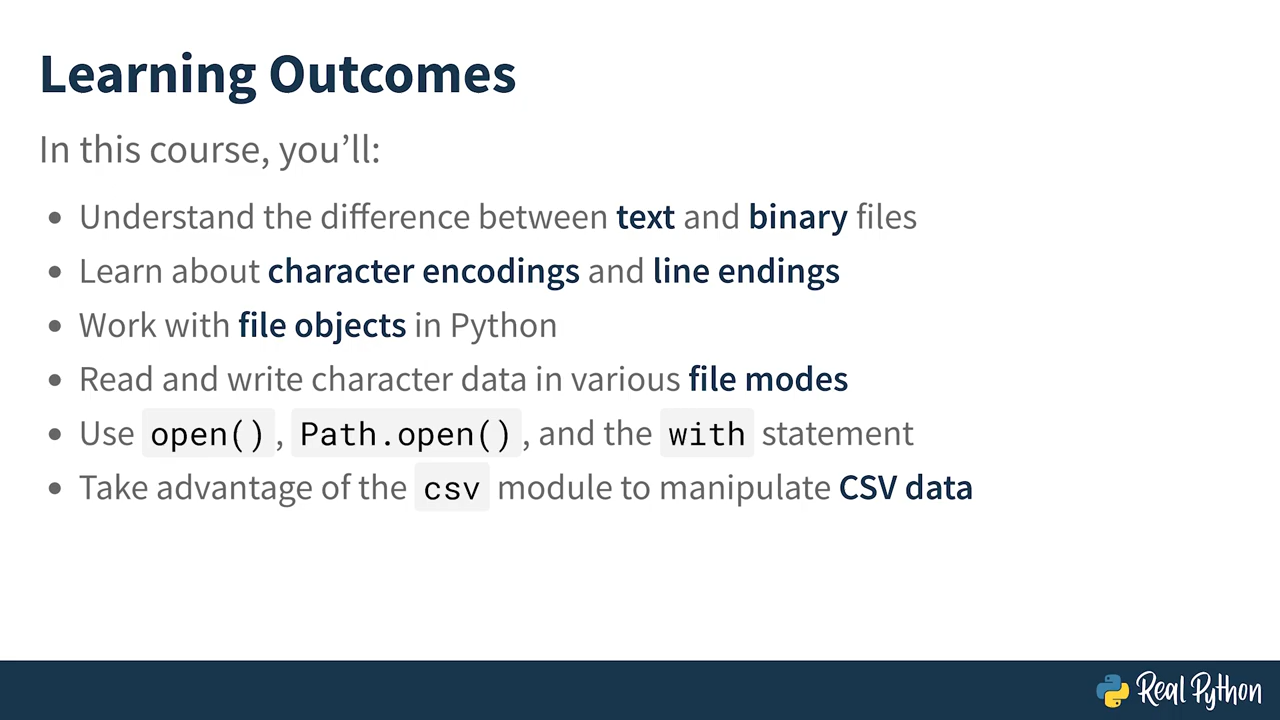 Learning Outcomes
In this course, you’ll:
• Understand the difference between text and binary files
• Learn about character encodings and line endings
• Work with file objects in Python
• Read and write character data in various file modes
• Use open(), Path.open(), and the with statement
• Take advantage of the csv module to manipulate CSV data
Real Python